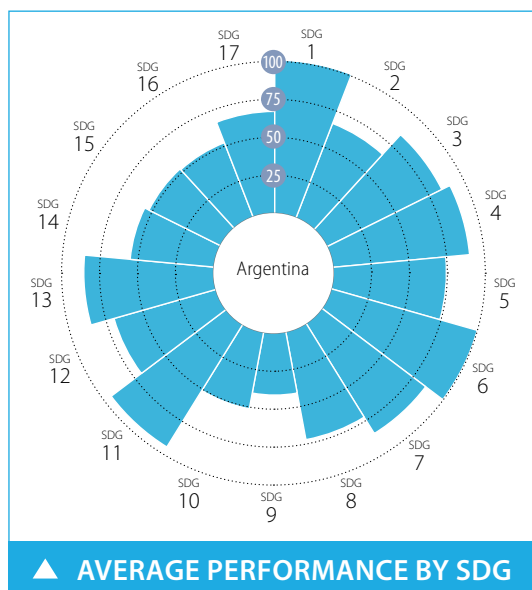 SDG
1
SDG
2
SDG
3
SDG
4
SDG
5
SDG
6
SDG
7
SDG
8
SDG
9
SDG
10
SDG
11
SDG
12
SDG
13
SDG
14
SDG
15
SDG
16
SDG
17
100
75
50
25
Argentina
▲ AVERAGE PERFORMANCE BY SDG